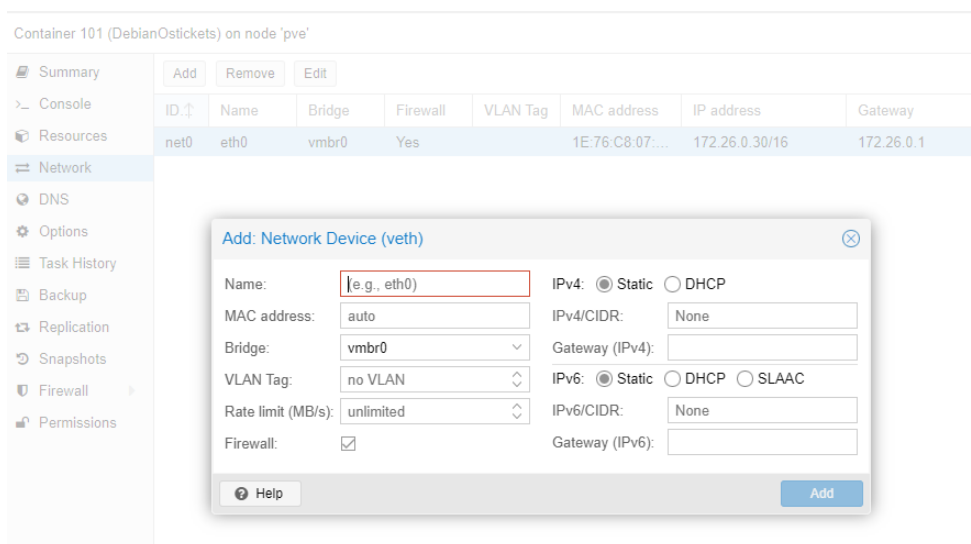 Container 101 (DebianOstickets) on node 'pve'
Summary
Console
Resources
Network
DNS
Options
Task History
Backup
Replication
Snapshots
Firewall
Permissions
Add Remove Edit
ID Name Bridge Firewall VLAN Tag MAC address IP address Gateway
net0 eth0 vmbr0 Yes 1E:76:C8:07:... 172.26.0.30/16 172.26.0.1
Add: Network Device (veth)
Name: (e.g., eth0)
MAC address: auto
Bridge: vmbr0
VLAN Tag: no VLAN
Rate limit (MB/s): unlimited
Firewall:
IPv4: Static DHCP
IPv4/CIDR: None
Gateway (IPv4):
IPv6: Static DHCP SLAAC
IPv6/CIDR: None
Gateway (IPv6):
Help
Add